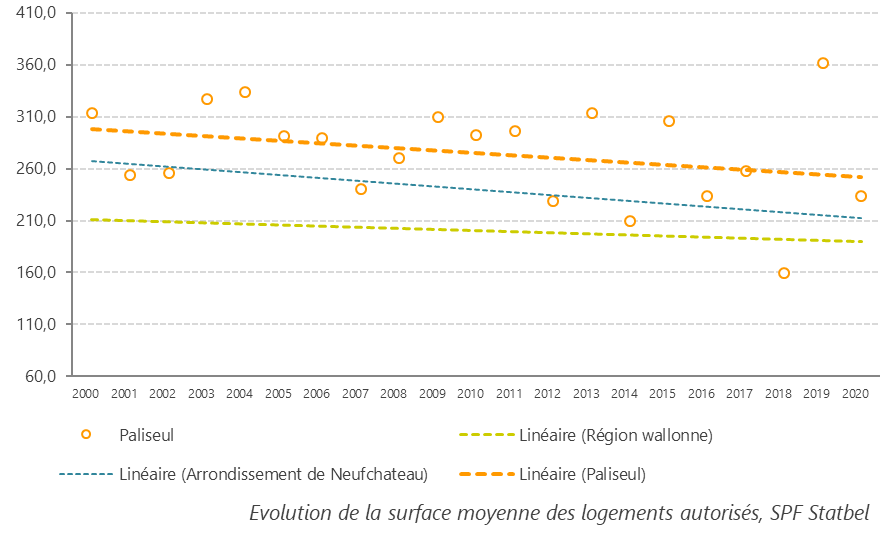 410,0
360,0
310,0
260,0
210,0
160,0
110,0
60,0
2000 2001 2002 2003 2004 2005 2006 2007 2008 2009 2010 2011 2012 2013 2014 2015 2016 2017 2018 2019 2020
Paliseul Linéaire (Région wallonne)
Linéaire (Arrondissement de Neufchateau) Linéaire (Paliseul)
Evolution de la surface moyenne des logements autorisés, SPF Statbel